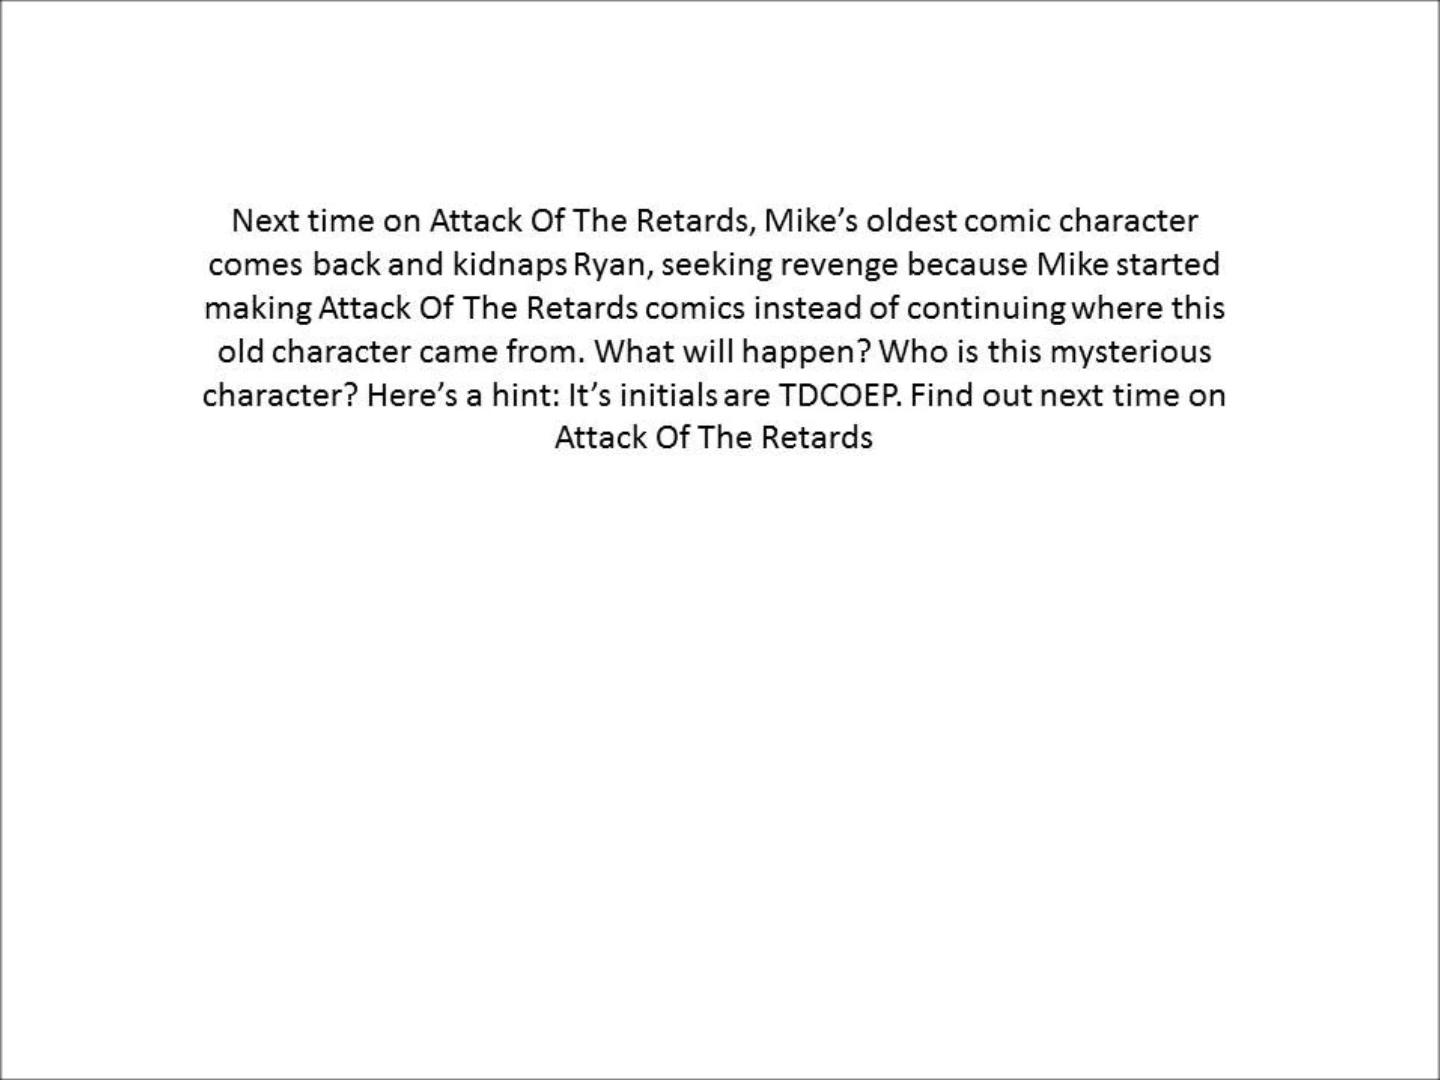 Next time on Attack Of The Retards, Mike’s oldest comic character
comes back and kidnaps Ryan, seeking revenge because Mike started
making Attack Of The Retards comics instead of continuing where this
old character came from. What will happen? Who is this mysterious
character? Here’s a hint: It’s initials are TDCOEP. Find out next time on
Attack Of The Retards